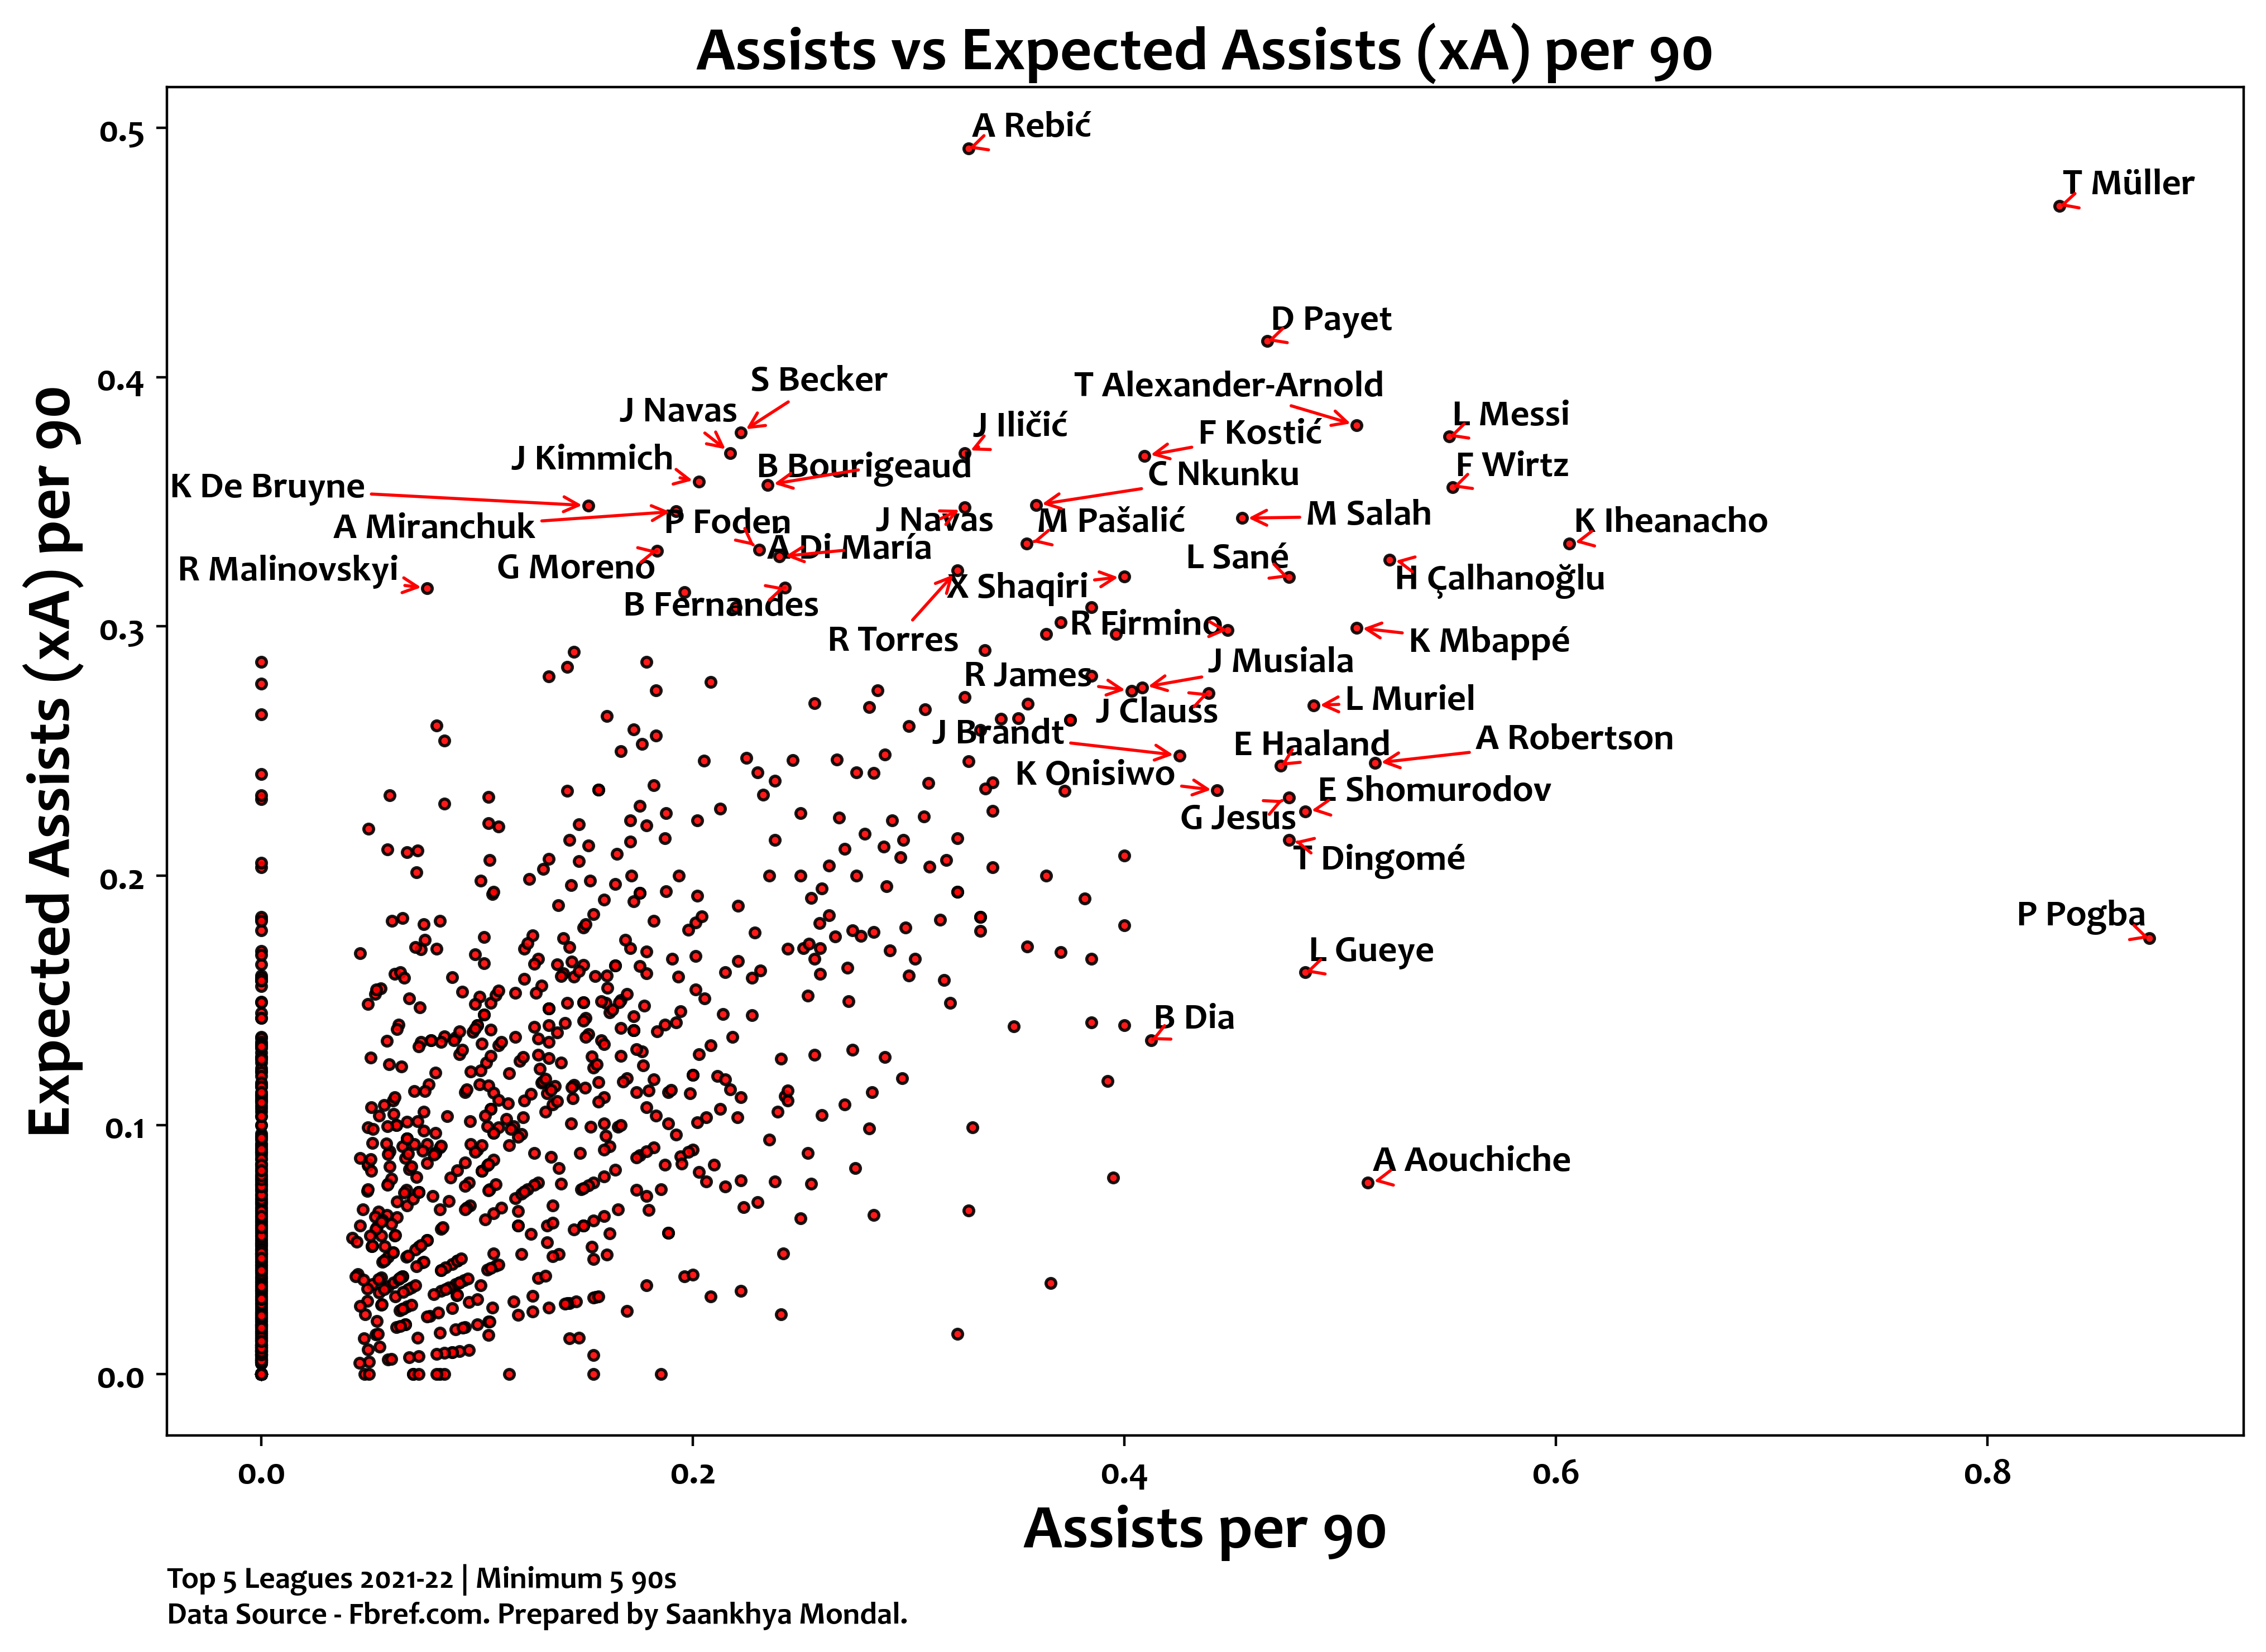 Assists vs Expected Assists (xA) per 90
A Rebić
T Müller
D Payet
S Becker
T Alexander-Arnold
J Navas
L Messi
J Iličić
F Kostić
J Kimmich
B Bourigeaud
F Wirtz
C Nkunku
K De Bruyne
M Salah
A Miranchuk
P Foden
J Navas
M Pašalić
K Iheanacho
A Di María
L Sané
R Malinovskyi
G Moreno
X Shaqiri
H Çalhanoğlu
B Fernandes
R Firmino
R Torres
K Mbappé
R James
J Musiala
J Clauss
L Muriel
J Brandt
E Haaland
A Robertson
K Onisiwo
E Shomurodov
G Jesus
T Dingomé
P Pogba
L Gueye
B Dia
A Aouchiche
Expected Assists (xA) per 90
0.5
0.4
0.3
0.2
0.1
0.0
0.0 0.2 0.4 0.6 0.8
Assists per 90
Top 5 Leagues 2021-22 | Minimum 5 90s
Data Source - Fbref.com. Prepared by Saankhya Mondal.